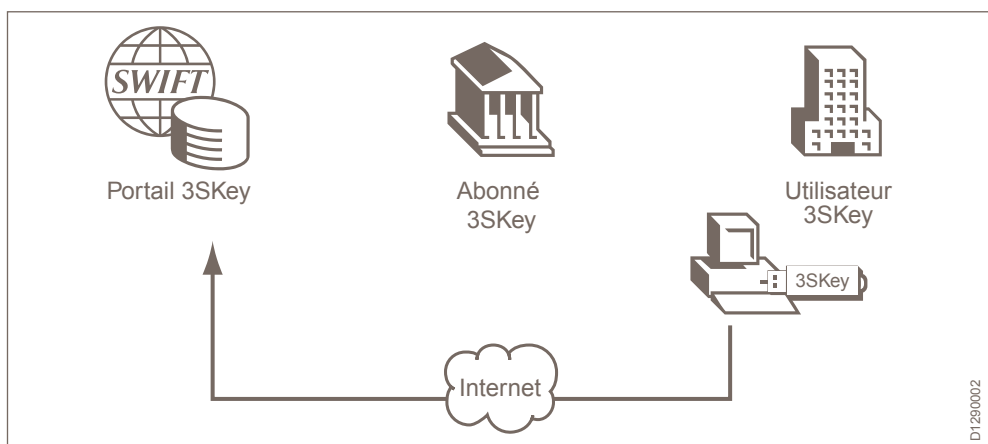 SWIFT
Portail 3SKey
Abonné
3SKey
Utilisateur
3SKey
3SKey
Internet
D1290002